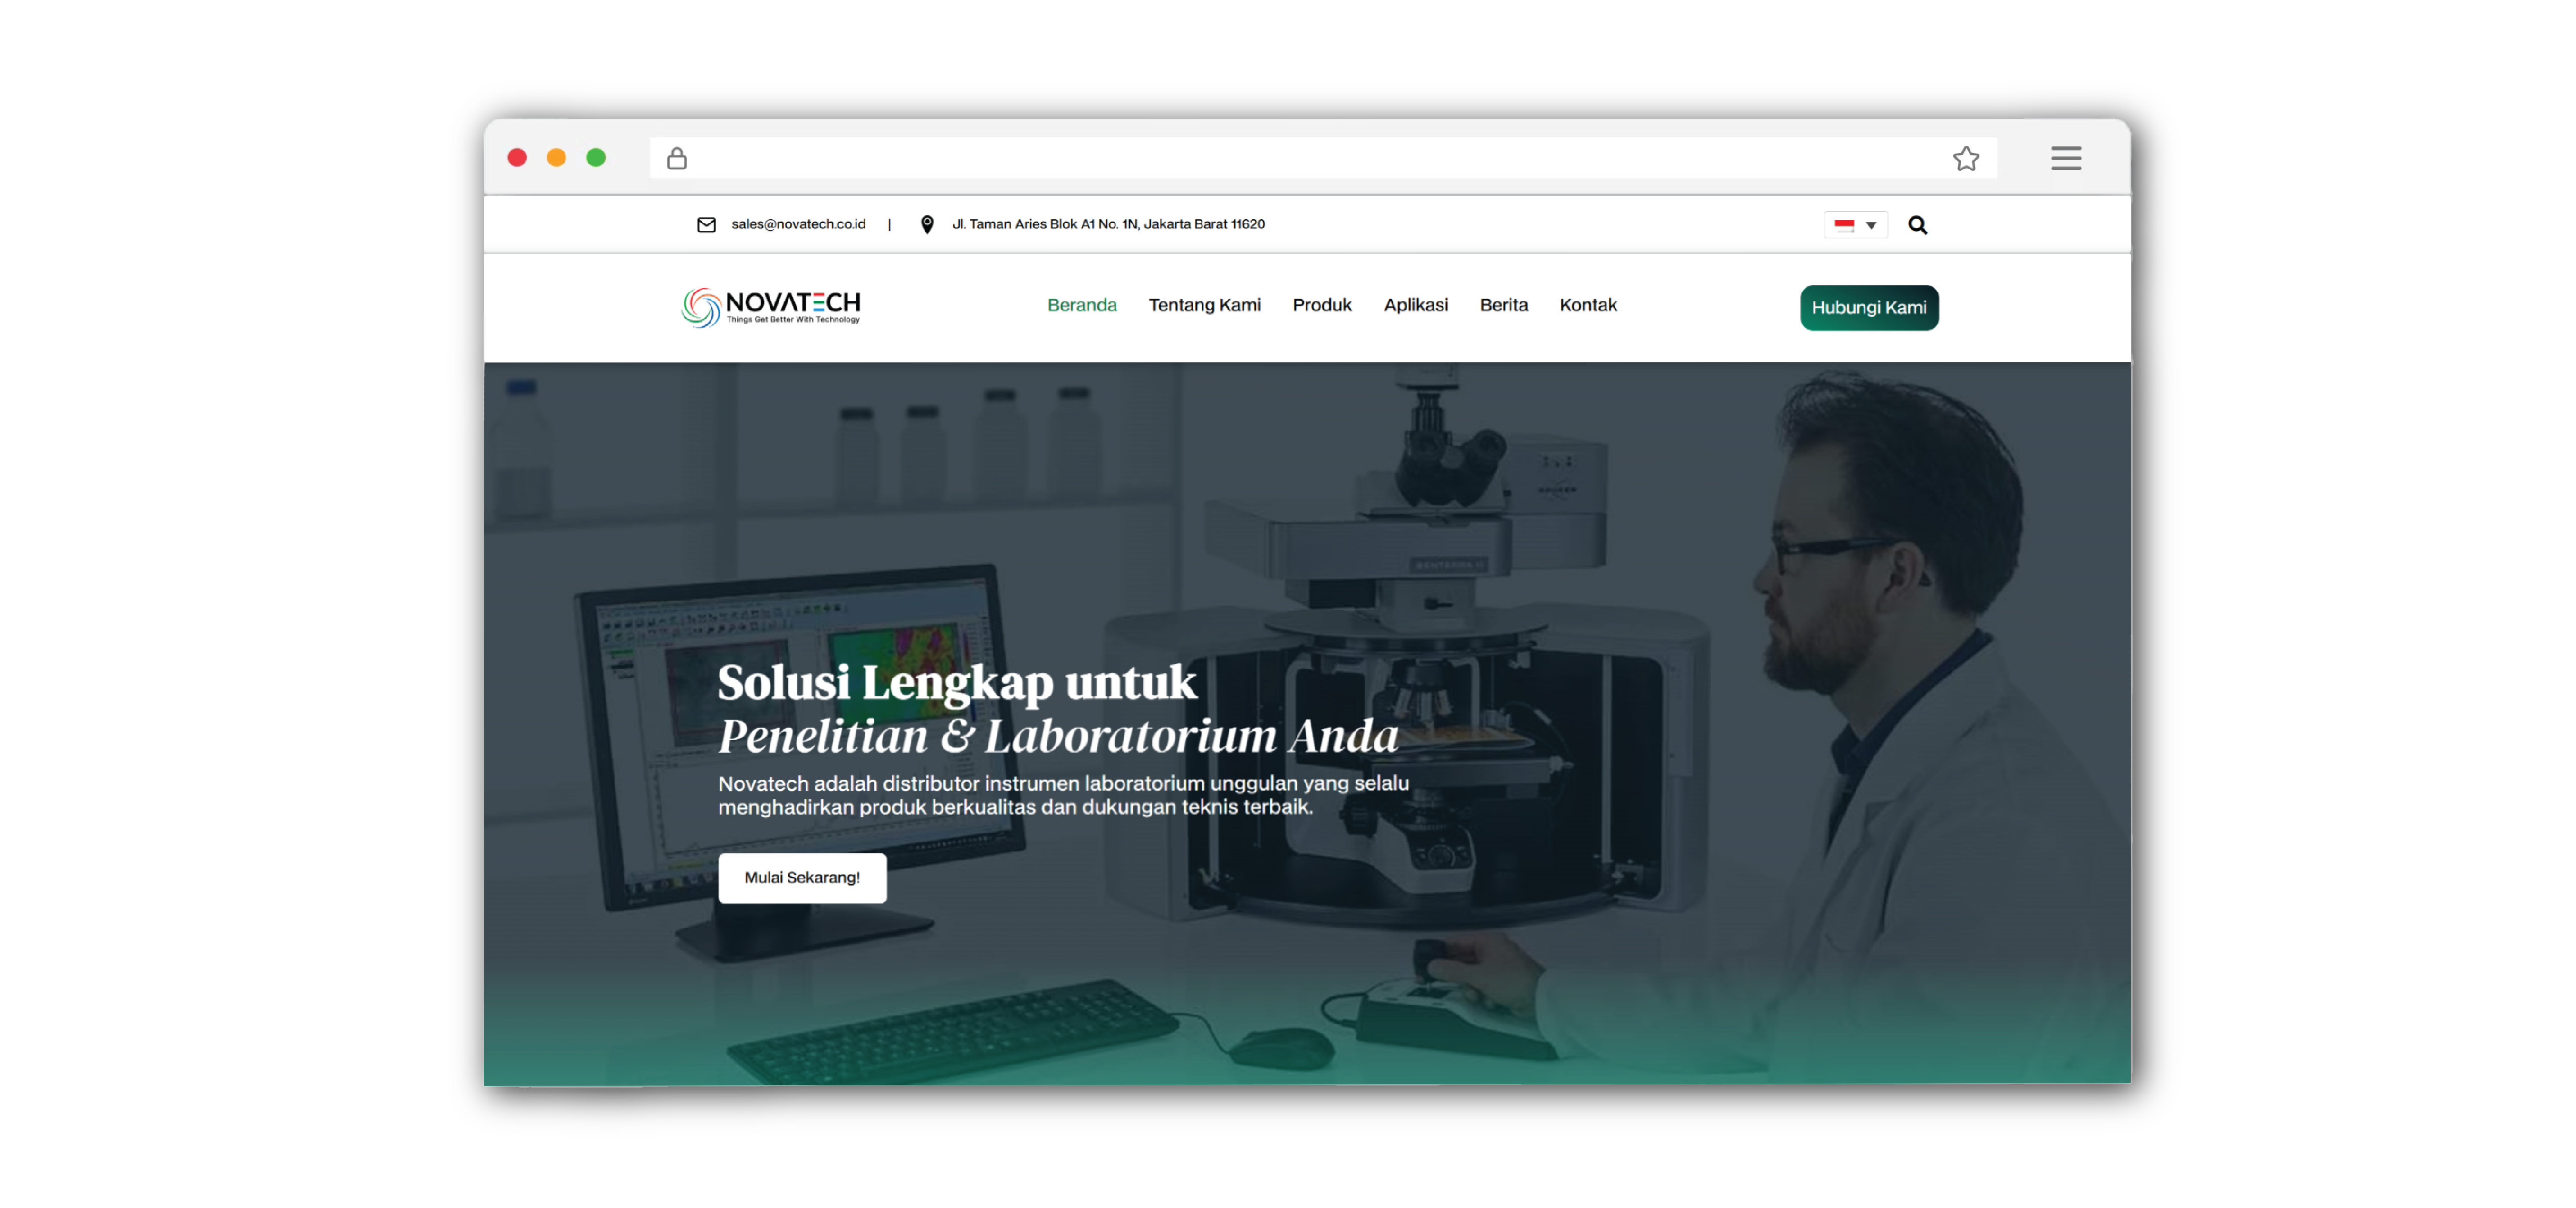 sales@novatech.co.id | Jl. Taman Aries Blok A1 No. 1N, Jakarta Barat 11620
NOVATECH
Things Get Better With Technology
Beranda Tentang Kami Produk Aplikasi Berita Kontak
Hubungi Kami
Solusi Lengkap untuk
Penelitian & Laboratorium Anda
Novatech adalah distributor instrumen laboratorium unggulan yang selalu
menghadirkan produk berkualitas dan dukungan teknis terbaik.
Mulai Sekarang!